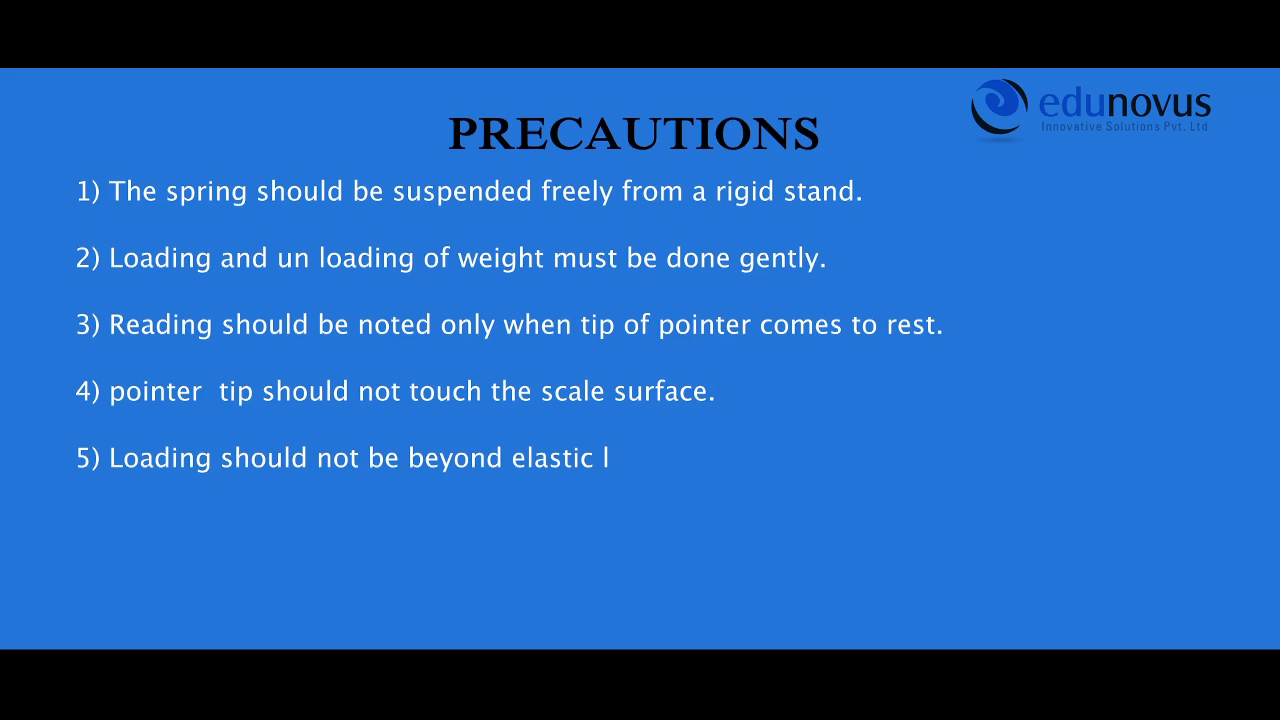 edunovus
Innovative Solutions Pvt. Ltd
PRECAUTIONS
1) The spring should be suspended freely from a rigid stand.
2) Loading and un loading of weight must be done gently.
3) Reading should be noted only when tip of pointer comes to rest.
4) pointer  tip should not touch the scale surface.
5) Loading should not be beyond elastic l